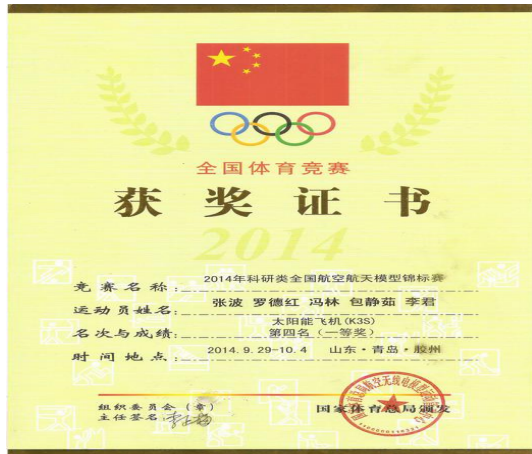 全国体育竞赛
获奖证书
2014
竞赛名称:2014年科研类全国航空航天模型锦标赛
运动员姓名:张波 罗德红 冯林 包静茹 李君
太阳能飞机(K3S)
名次与成绩:第四名(一等奖)
时间地点:2014.9.29-10.4 山东·青岛·胶州
组织委员会(章)
主任签名:
国家体育总局颁发